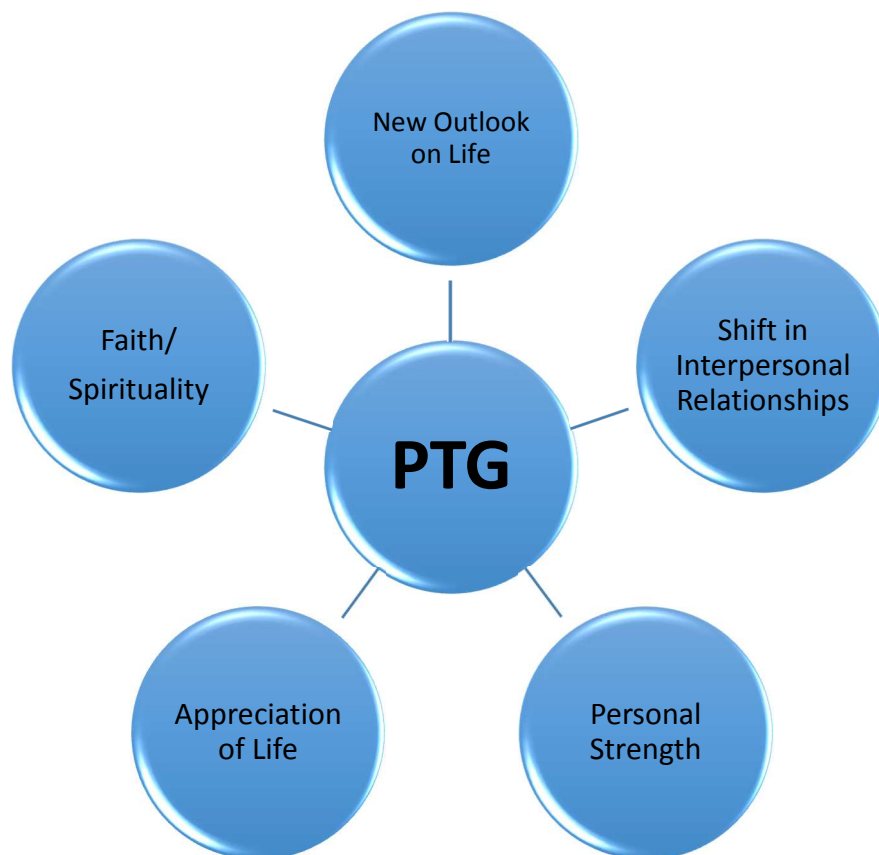 New Outlook
on Life
Shift in
Interpersonal
Relationships
Faith/
Spirituality
PTG
Appreciation
of Life
Personal
Strength